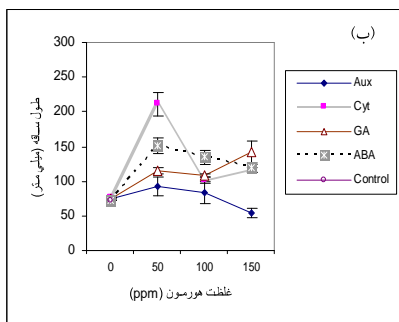 (ب)
300
250
200
150
100
50
0
طول ساقه (ميلي متر)
0 50 100 150
غلظت هورمون (ppm)
Aux
Cyt
GA
ABA
Control